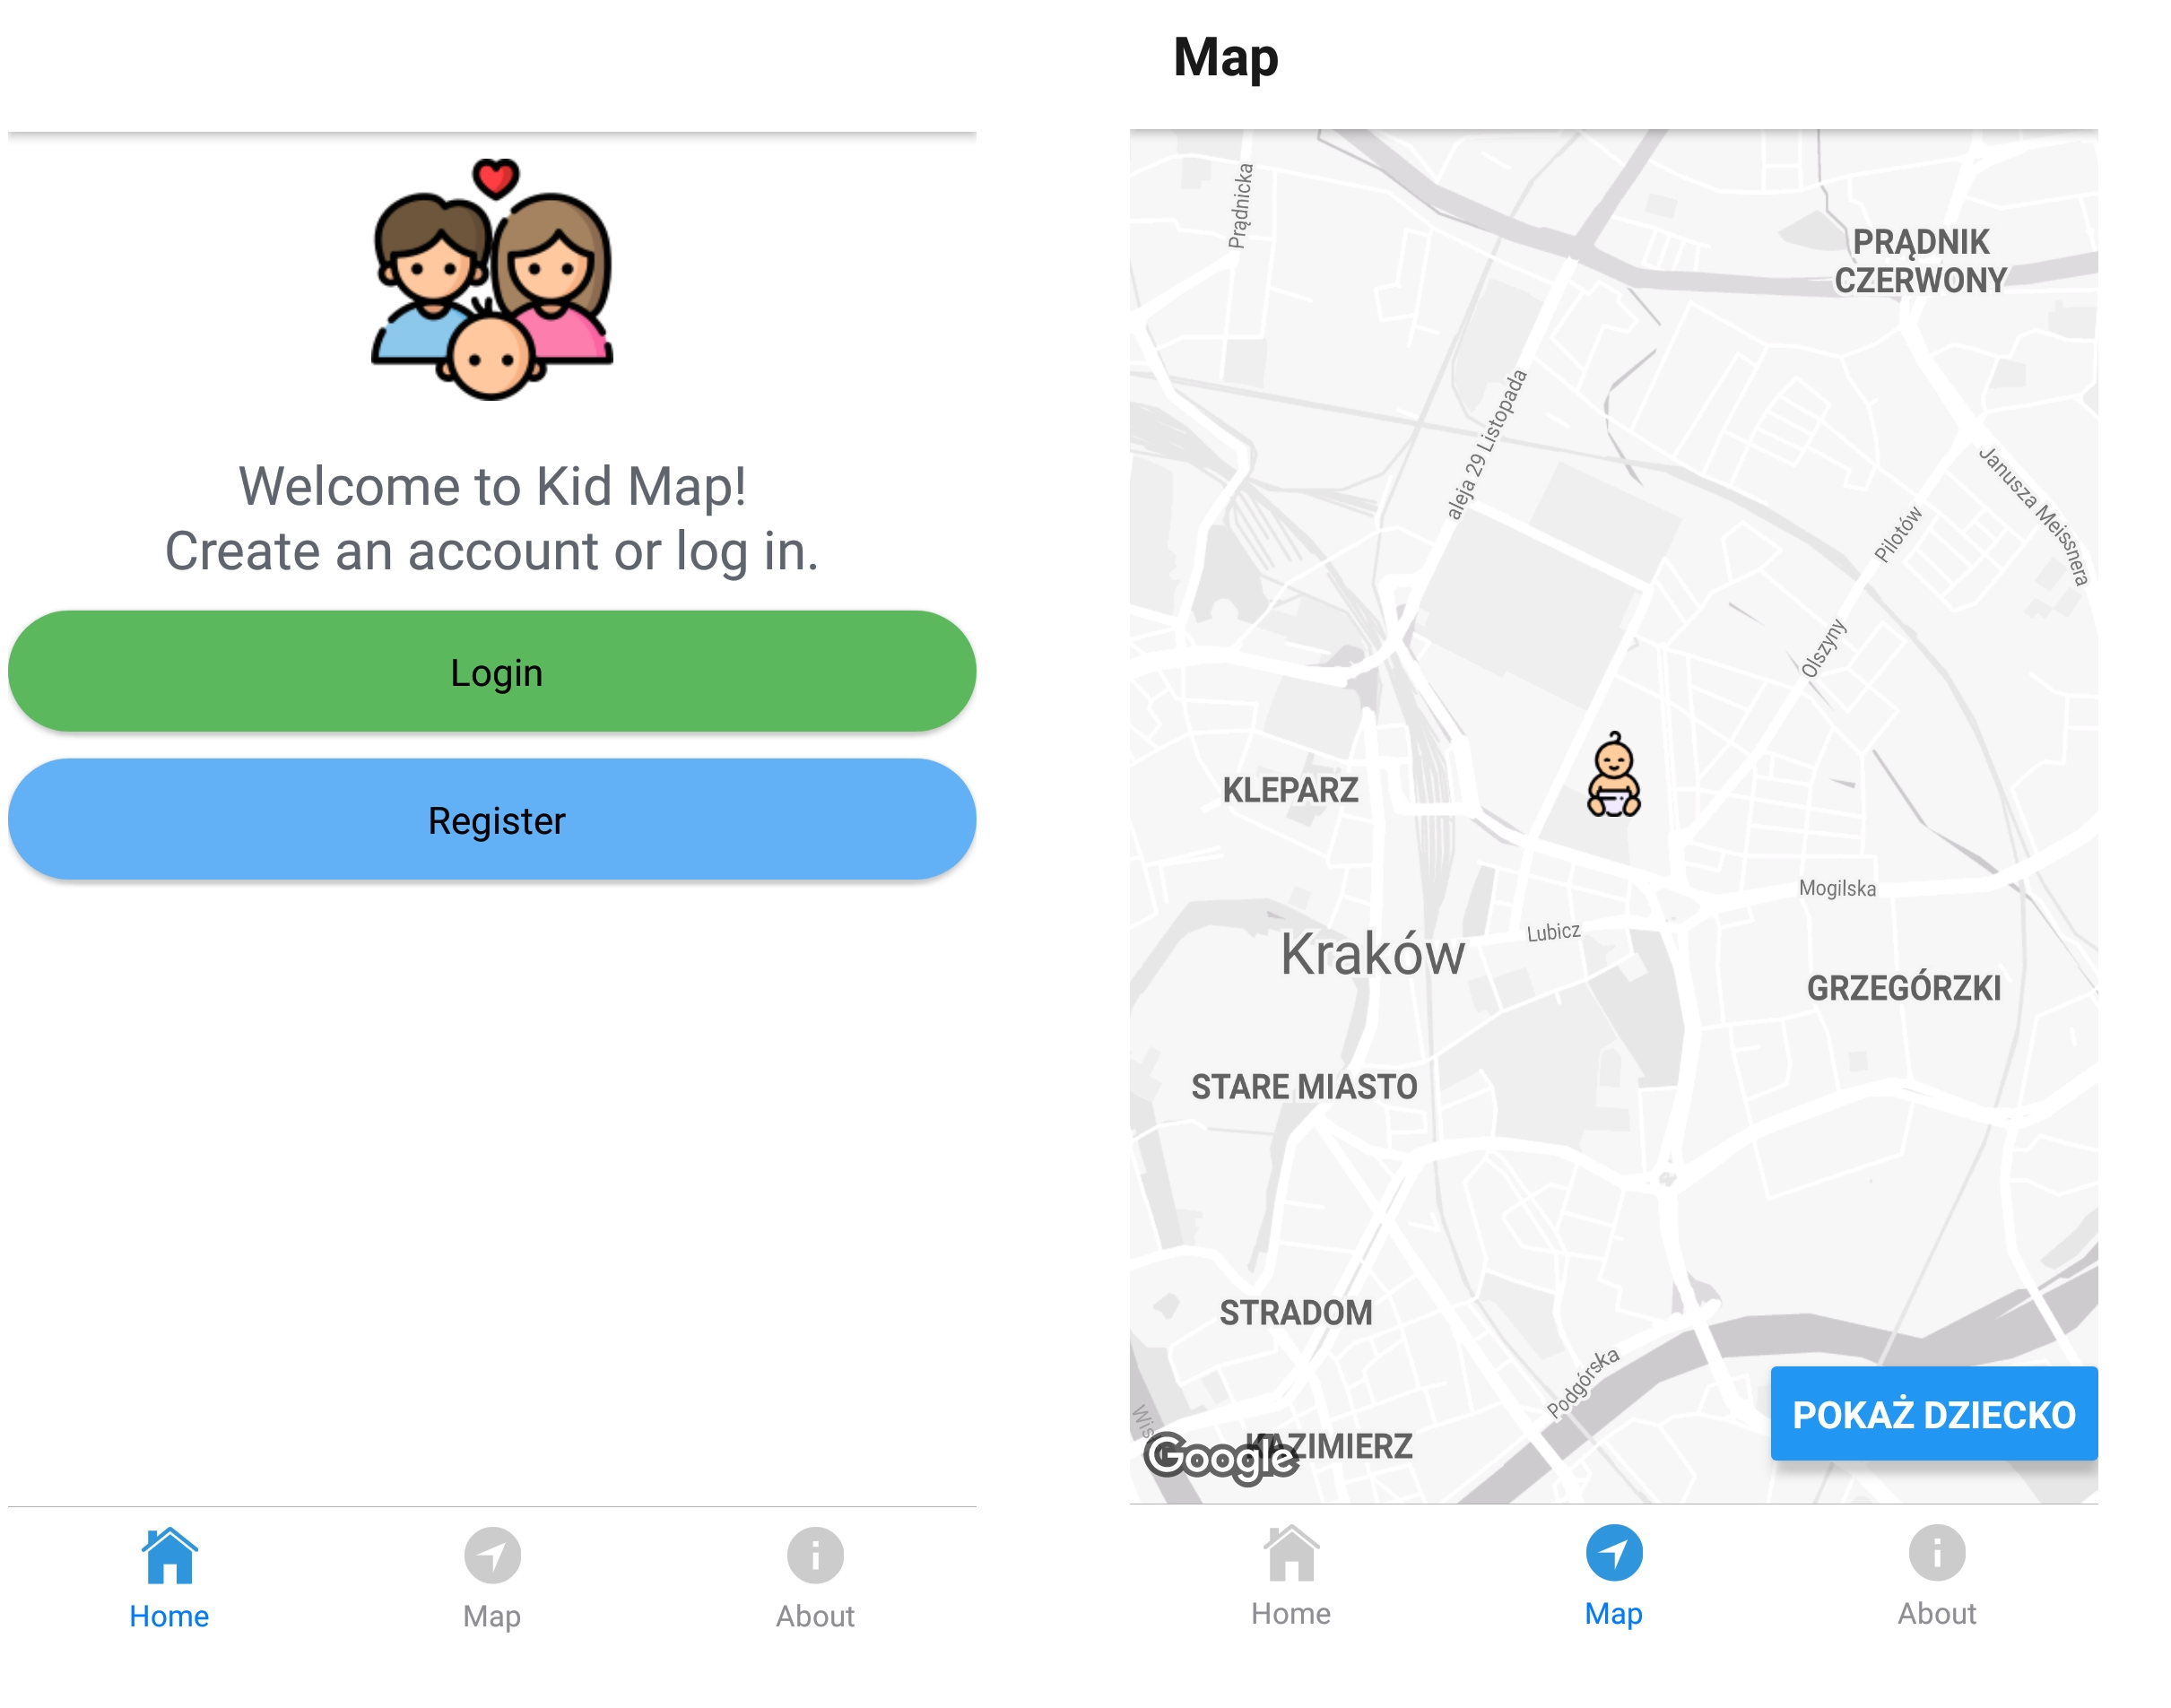 Welcome to Kid Map!
Create an account or log in.
Login
Register
Home
Map
About
Map
Prądnicka
PRĄDNIK
CZERWONY
aleja 29 Listopada
Janusza Meissnera
Pilotów
Olszyny
KLEPARZ
Mogilska
Lubicz
Kraków
GRZEGÓRZKI
STARE MIASTO
STRADOM
Podgórska
POKAŻ DZIECKO
Wis
KAZIMIERZ
Google
Home
Map
About